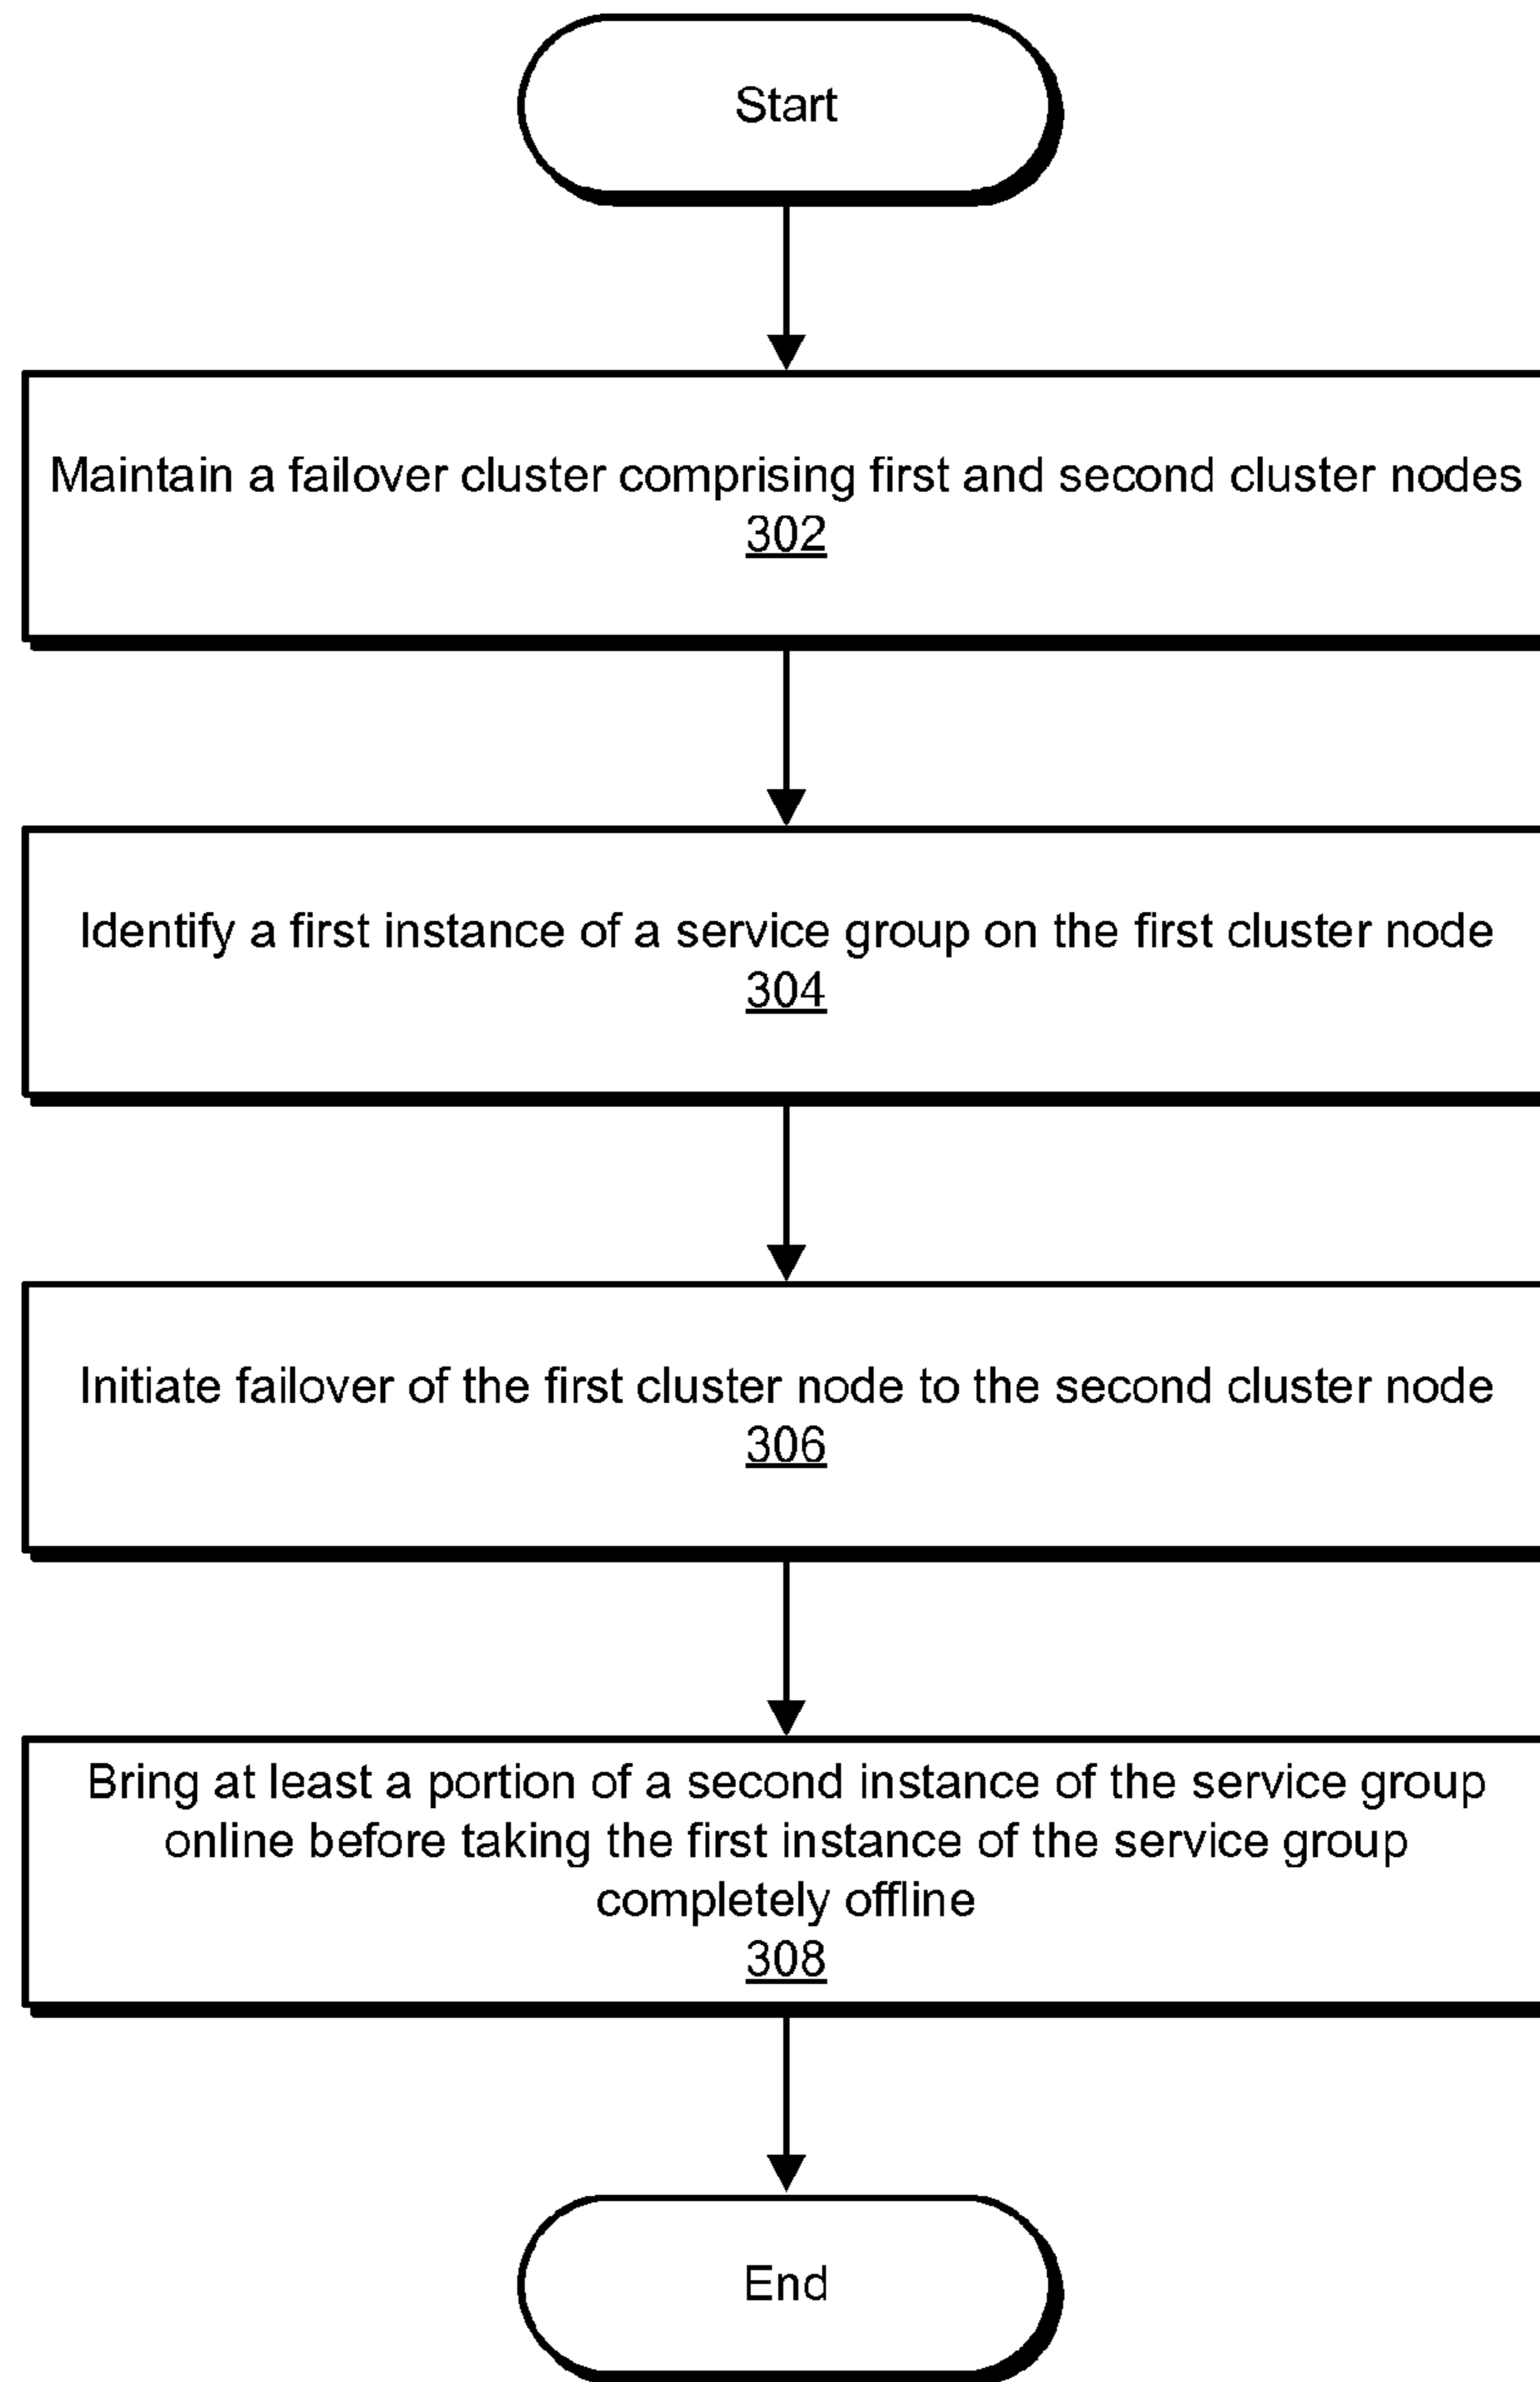 Start
Maintain a failover cluster comprising first and second cluster nodes
302
Identify a first instance of a service group on the first cluster node
304
Initiate failover of the first cluster node to the second cluster node
306
Bring at least a portion of a second instance of the service group
online before taking the first instance of the service group
completely offline
308
End